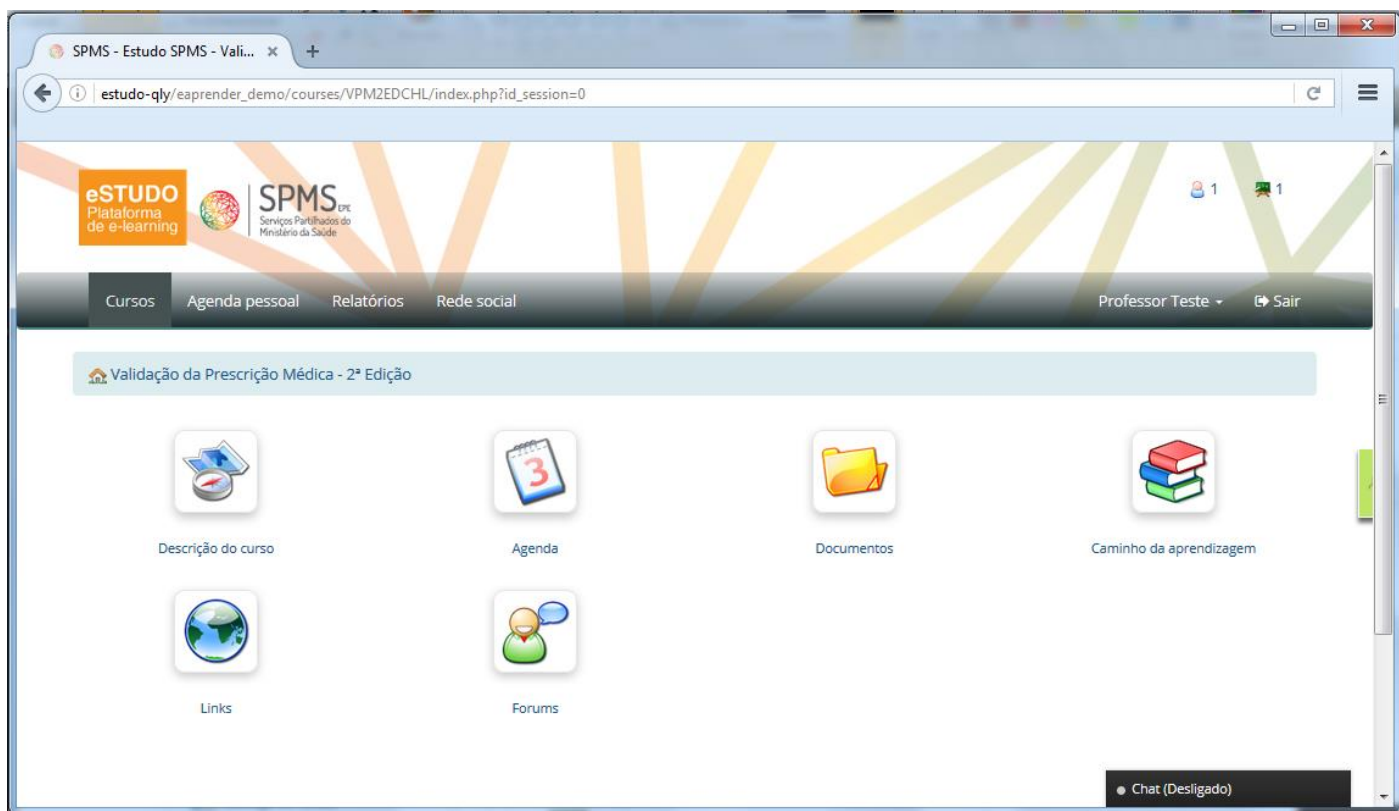 SPMS - Estudo SPMS - Vali...
estudo-qly/eaprender_demo/courses/VPM2EDCHL/index.php?id_session=0
eSTUDO
Plataforma
de e-learning
SPMS EPE
Serviços Partilhados do
Ministério da Saúde
1
1
Cursos Agenda pessoal Relatórios Rede social Professor Teste Sair
Validação da Prescrição Médica - 2ª Edição
3
Descrição do curso Agenda Documentos Caminho da aprendizagem
Links Forums
Chat (Desligado)